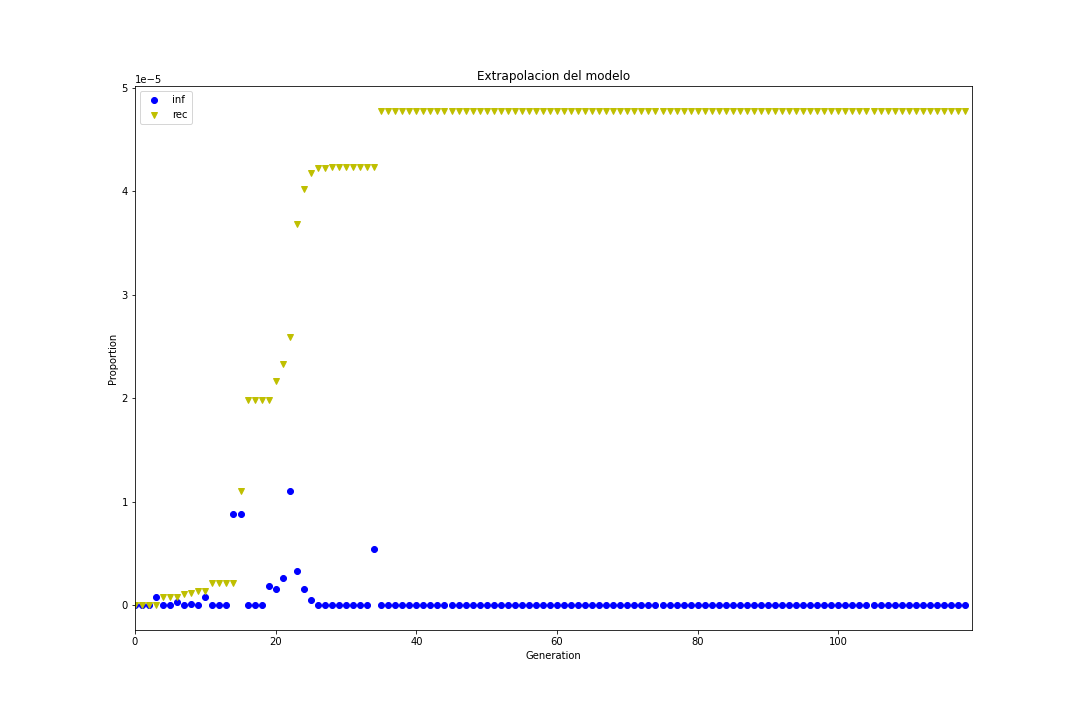 Extrapolacion del modelo
1e−5
inf
rec
5
4
3
2
1
0
Proportion
0 20 40 60 80 100
Generation